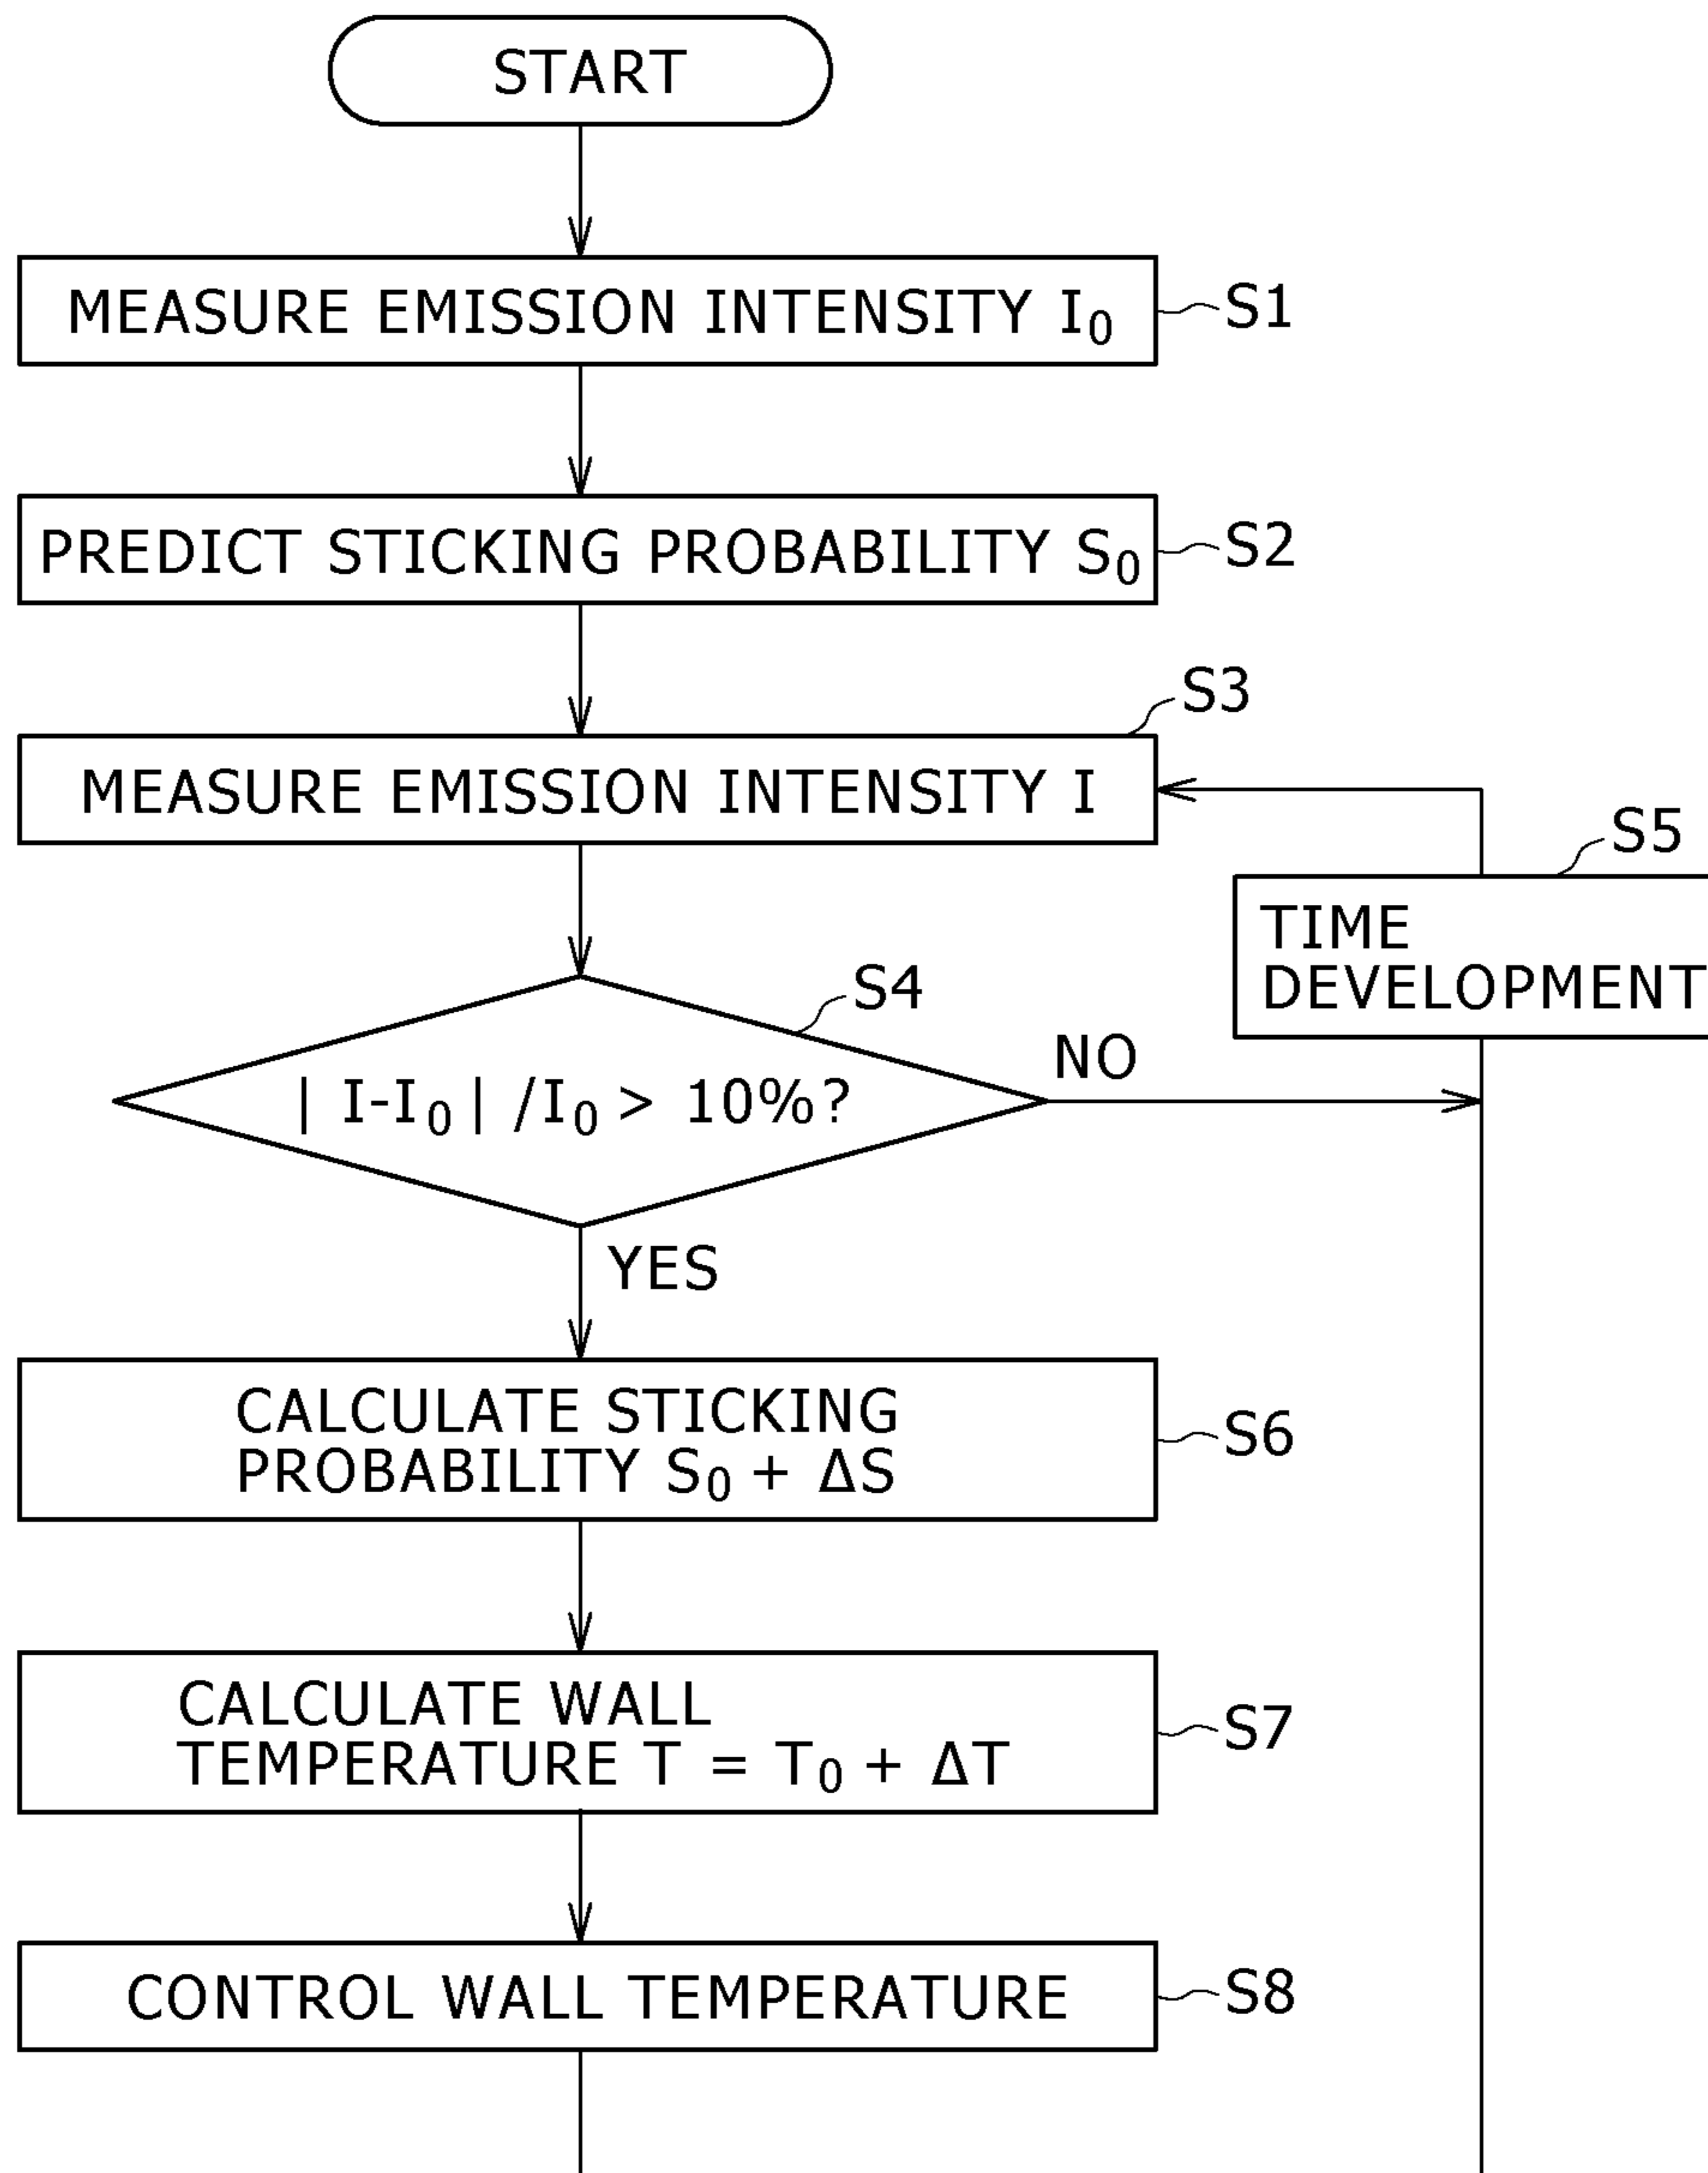 START
MEASURE EMISSION INTENSITY I₀
S1
PREDICT STICKING PROBABILITY S₀
S2
S3
MEASURE EMISSION INTENSITY I
S5
TIME
DEVELOPMENT
S4
NO
| I-I₀ | /I₀ > 10%?
YES
CALCULATE STICKING
PROBABILITY S₀ + ΔS
S6
CALCULATE WALL
TEMPERATURE T = T₀ + ΔT
S7
CONTROL WALL TEMPERATURE
S8